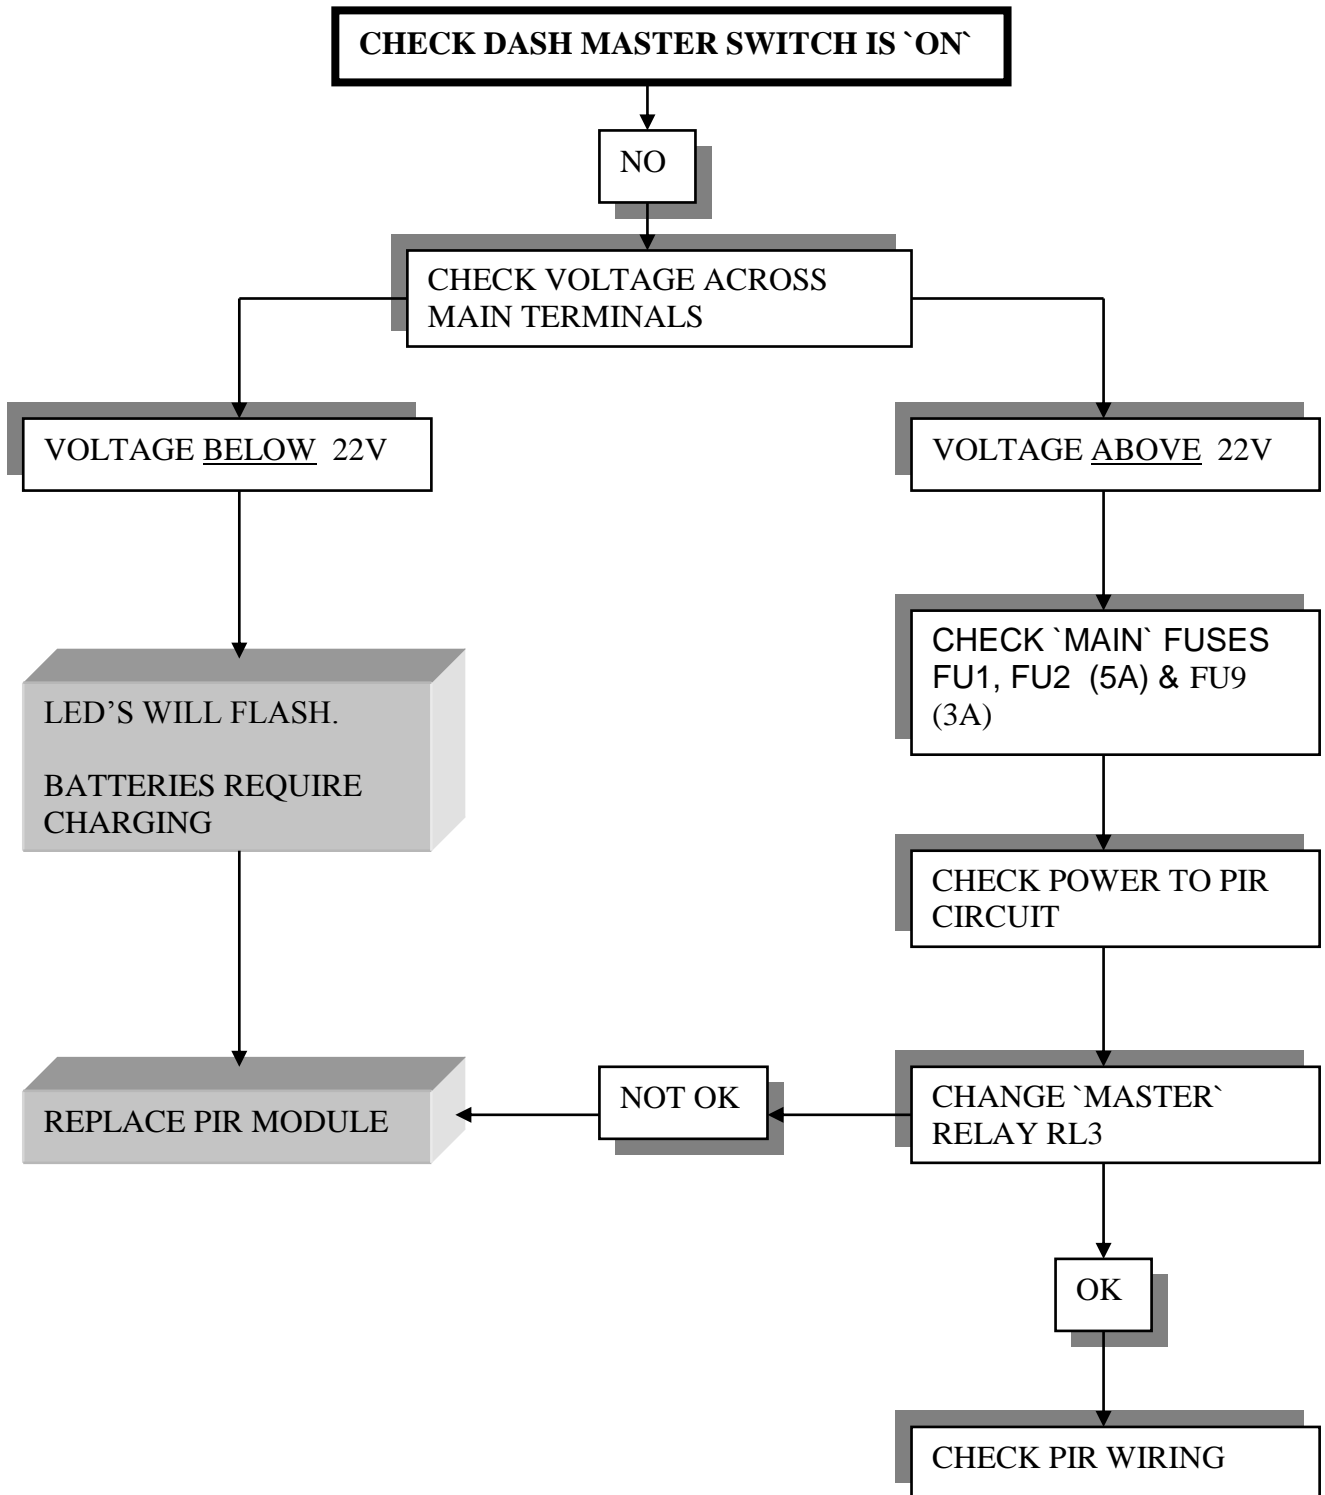 CHECK DASH MASTER SWITCH IS `ON`
NO
CHECK VOLTAGE ACROSS
MAIN TERMINALS
VOLTAGE BELOW 22V
VOLTAGE ABOVE 22V
CHECK `MAIN` FUSES
FU1, FU2 (5A) & FU9
(3A)
LED’S WILL FLASH.
BATTERIES REQUIRE
CHARGING
CHECK POWER TO PIR
CIRCUIT
REPLACE PIR MODULE
NOT OK
CHANGE `MASTER`
RELAY RL3
OK
CHECK PIR WIRING